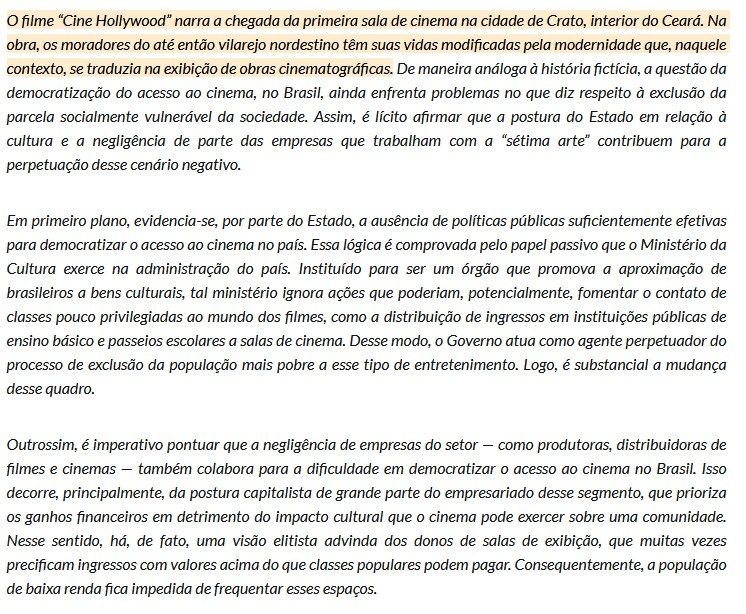 O filme “Cine Hollywood” narra a chegada da primeira sala de cinema na cidade de Crato, interior do Ceará. Na
obra, os moradores do até então vilarejo nordestino têm suas vidas modificadas pela modernidade que, naquele
contexto, se traduzia na exibição de obras cinematográficas. De maneira análoga à história fictícia, a questão da
democratização do acesso ao cinema, no Brasil, ainda enfrenta problemas no que diz respeito à exclusão da
parcela socialmente vulnerável da sociedade. Assim, é lícito afirmar que a postura do Estado em relação à
cultura e a negligência de parte das empresas que trabalham com a “sétima arte” contribuem para a
perpetuação desse cenário negativo.
Em primeiro plano, evidencia-se, por parte do Estado, a ausência de políticas públicas suficientemente efetivas
para democratizar o acesso ao cinema no país. Essa lógica é comprovada pelo papel passivo que o Ministério da
Cultura exerce na administração do país. Instituído para ser um órgão que promova a aproximação de
brasileiros a bens culturais, tal ministério ignora ações que poderiam, potencialmente, fomentar o contato de
classes pouco privilegiadas ao mundo dos filmes, como a distribuição de ingressos em instituições públicas de
ensino básico e passeios escolares a salas de cinema. Desse modo, o Governo atua como agente perpetuador do
processo de exclusão da população mais pobre a esse tipo de entretenimento. Logo, é substancial a mudança
desse quadro.
Outrossim, é imperativo pontuar que a negligência de empresas do setor — como produtoras, distribuidoras de
filmes e cinemas — também colabora para a dificuldade em democratizar o acesso ao cinema no Brasil. Isso
decorre, principalmente, da postura capitalista de grande parte do empresariado desse segmento, que prioriza
os ganhos financeiros em detrimento do impacto cultural que o cinema pode exercer sobre uma comunidade.
Nesse sentido, há, de fato, uma visão elitista advinda dos donos de salas de exibição, que muitas vezes
precificam ingressos com valores acima do que classes populares podem pagar. Consequentemente, a população
de baixa renda fica impedida de frequentar esses espaços.